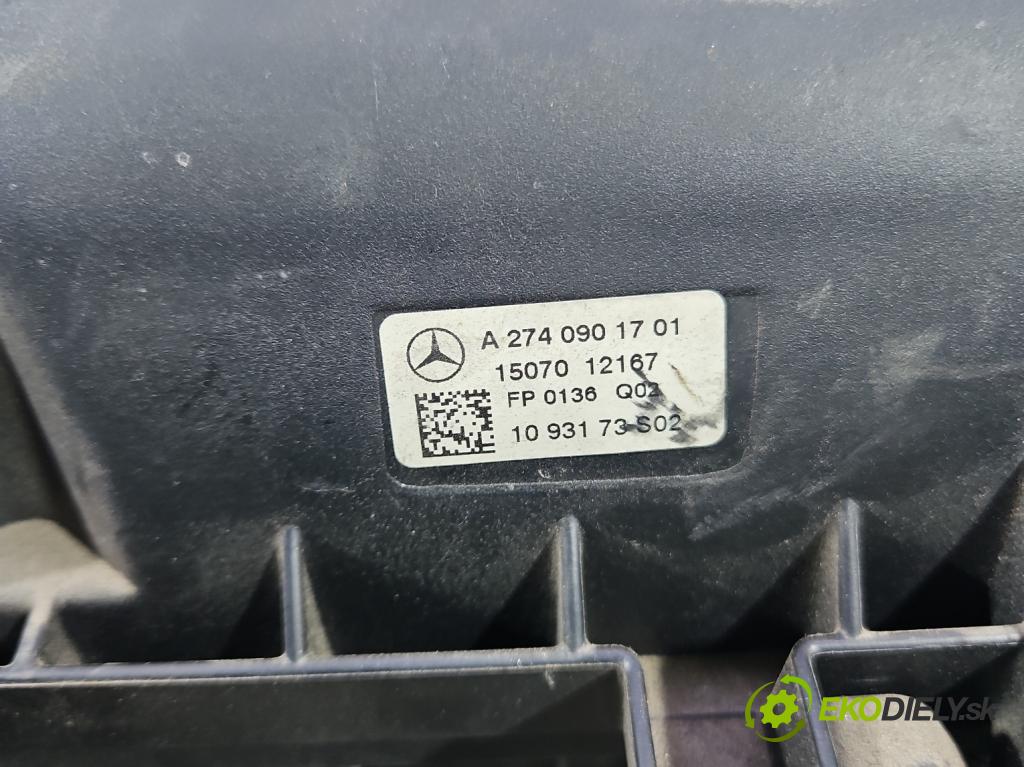 A 274 090 17 01
15070 12167
FP 0136 Q02
10 931 73-S02
EKODIELY.sk